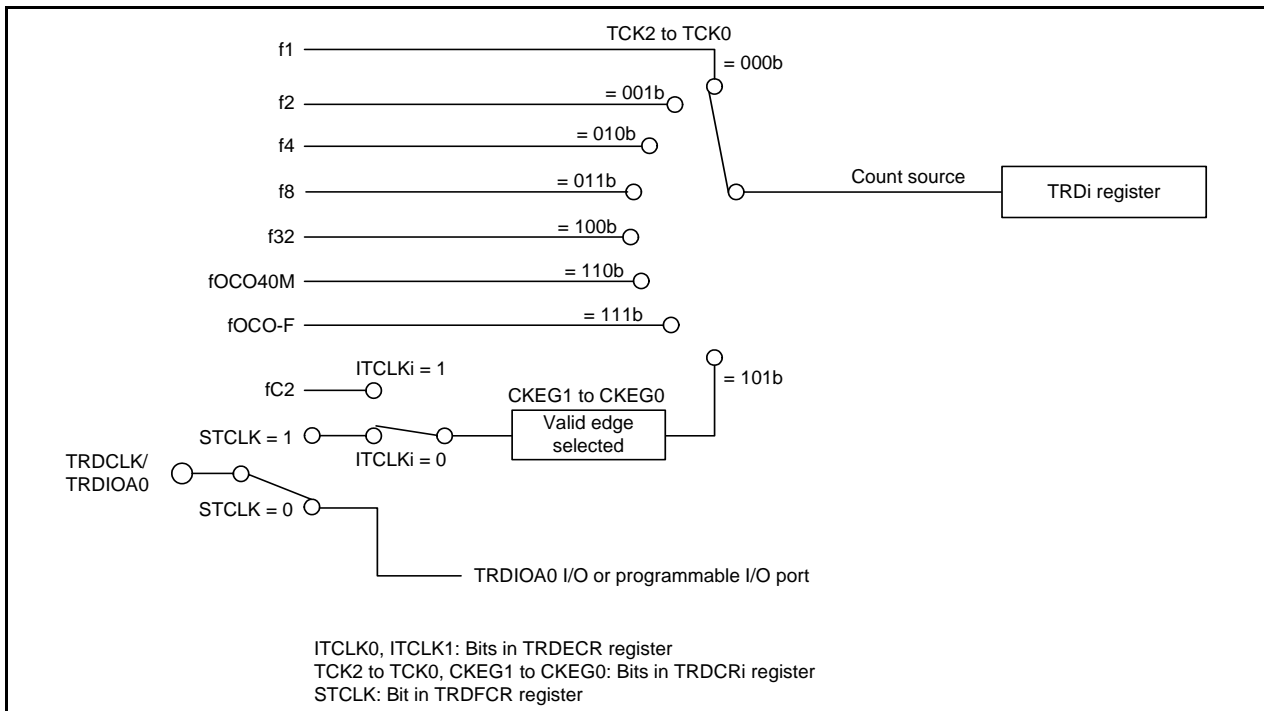 TCK2 to TCK0
f1
= 000b
f2
= 001b
f4
= 010b
f8
= 011b
Count source
TRDi register
f32
= 100b
fOCO40M
= 110b
fOCO-F
= 111b
fC2
ITCLKi = 1
= 101b
CKEG1 to CKEG0
Valid edge
selected
STCLK = 1
ITCLKi = 0
TRDCLK/
TRDIOA0
STCLK = 0
TRDIOA0 I/O or programmable I/O port
ITCLK0, ITCLK1: Bits in TRDECR register
TCK2 to TCK0, CKEG1 to CKEG0: Bits in TRDCRi register
STCLK: Bit in TRDFCR register